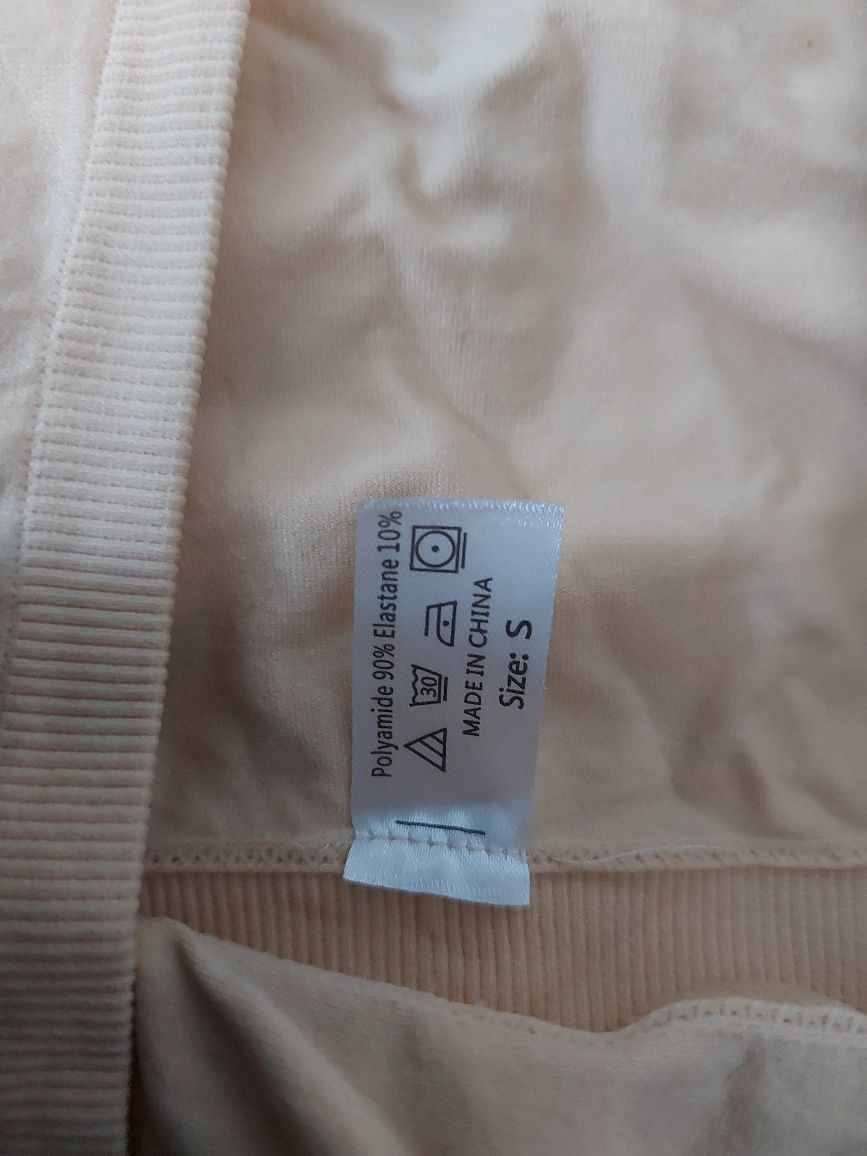 Polyamide 90% Elastane 10%
30
MADE IN CHINA
Size: S